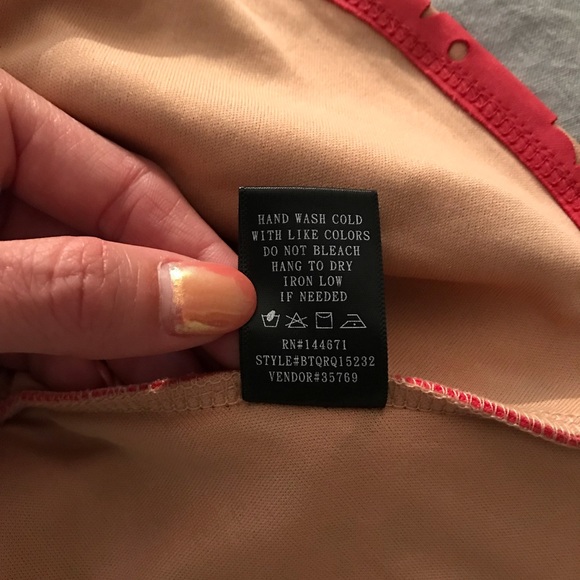 HAND WASH COLD
WITH LIKE COLORS
DO NOT BLEACH
HANG TO DRY
IRON LOW
IF NEEDED
RN#144671
STYLE#BTQRQ15232
VENDOR#35769